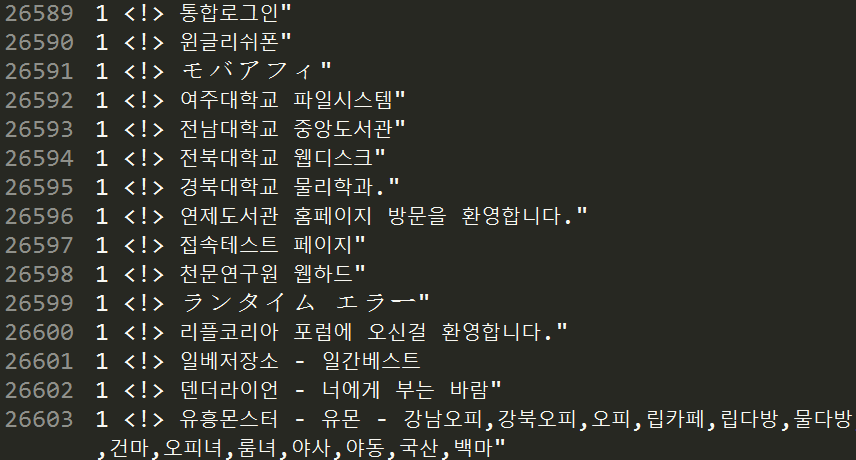 26589 1 <!> 통합로그인"
26590 1 <!> 윈글리쉬폰"
26591 1 <!> モバアフィ"
26592 1 <!> 여주대학교 파일시스템"
26593 1 <!> 전남대학교 중앙도서관"
26594 1 <!> 전북대학교 웹디스크"
26595 1 <!> 경북대학교 물리학과."
26596 1 <!> 연제도서관 홈페이지 방문을 환영합니다."
26597 1 <!> 접속테스트 페이지"
26598 1 <!> 천문연구원 웹하드"
26599 1 <!> ランタイム エラー"
26600 1 <!> 리플코리아 포럼에 오신걸 환영합니다."
26601 1 <!> 일베저장소 - 일간베스트
26602 1 <!> 덴더라이언 - 너에게 부는 바람"
26603 1 <!> 유흥몬스터 - 유몬 - 강남오피,강북오피,오피,립카페,립다방,물다방
,건마,오피녀,룸녀,야사,야동,국산,백마"